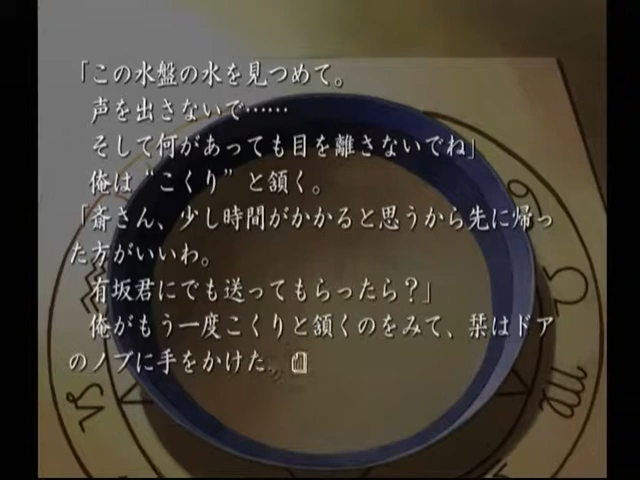 「この水盤の水を見つめて。
声を出さないで……
そして何があっても目を離さないでね」
俺は“こくり”と頷く。
「斎さん、少し時間がかかると思うから先に帰っ
た方がいいわ。
有坂君にでも送ってもらったら?」
俺がもう一度こくりと頷くのをみて、栞はドア
のノブに手をかけた。